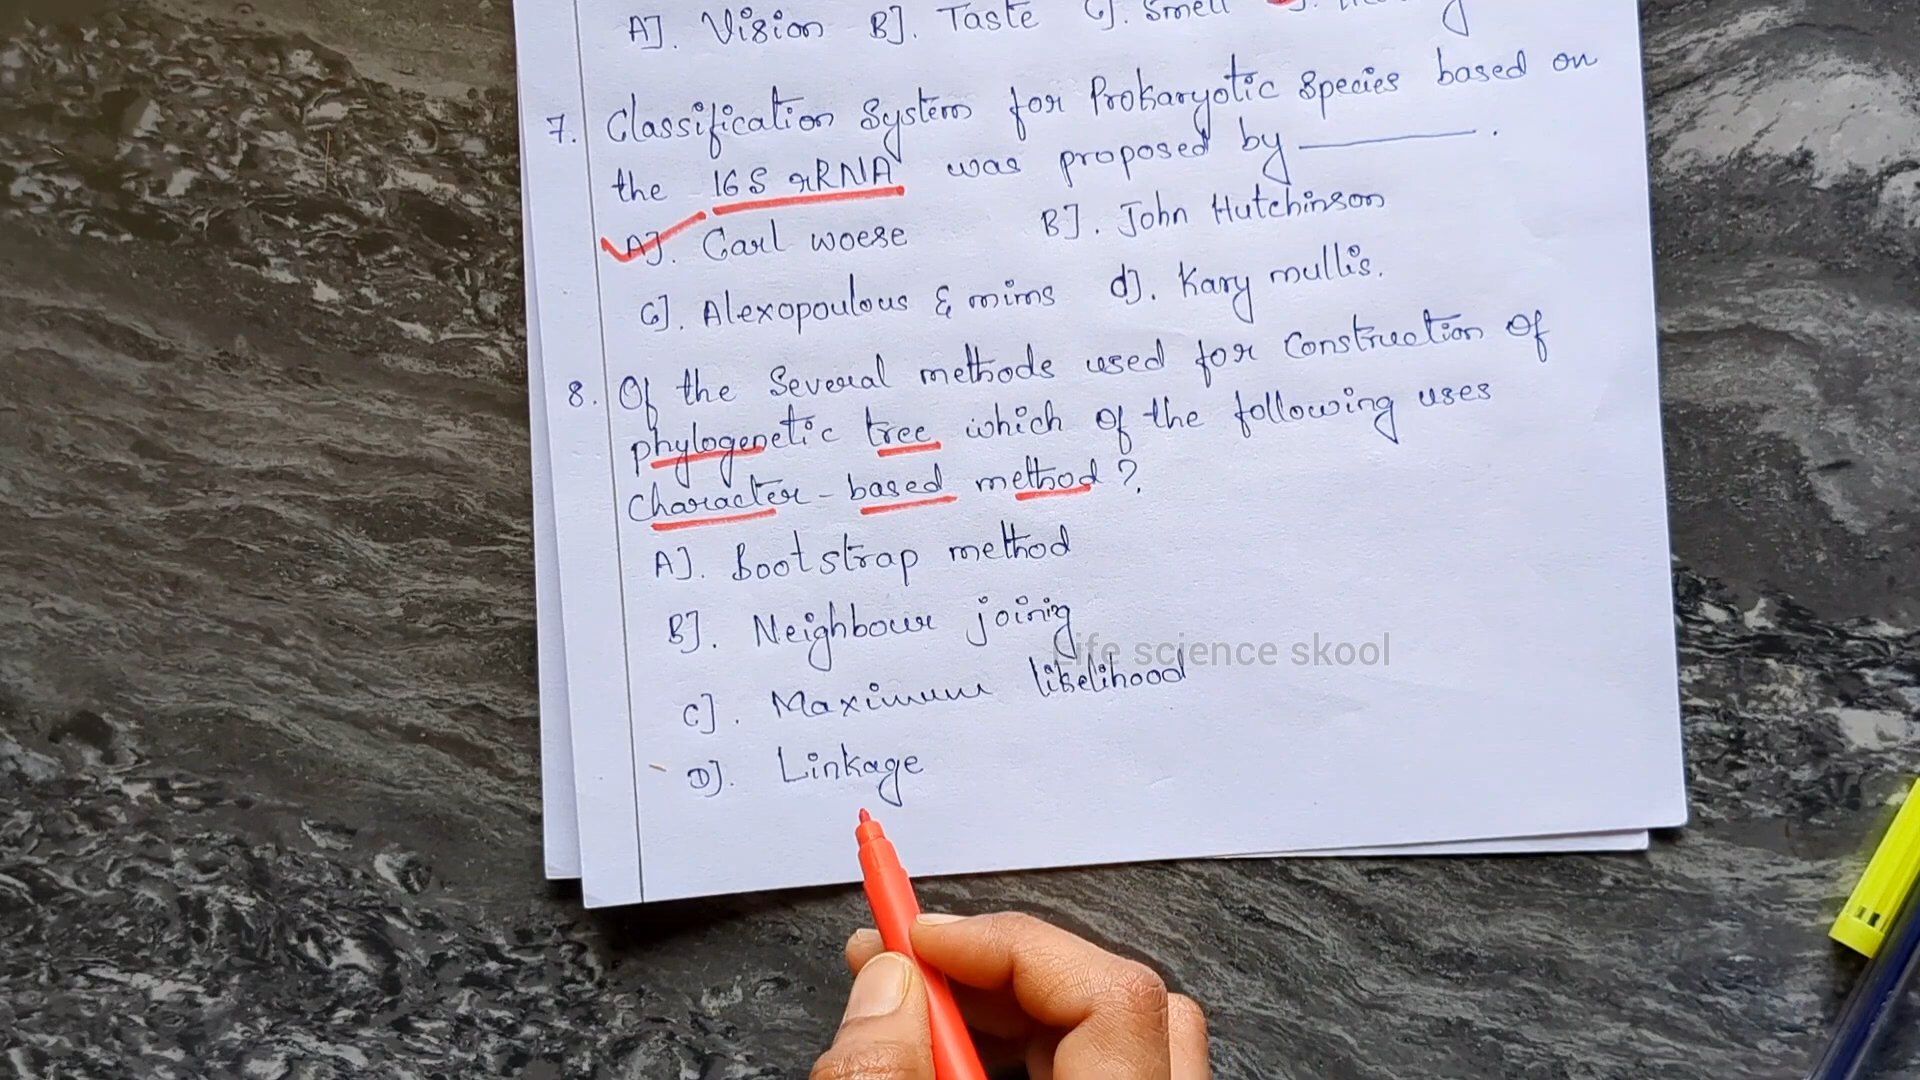 A]. Vision B]. Taste C]. Smell
7. Classification System for Prokaryotic Species based on
the 16S rRNA was proposed by ———.
A]. Carl woese B]. John Hutchinson
C]. Alexopoulous & mims d]. Kary mullis.
8. Of the Several methods used for Construction of
phylogenetic tree which of the following uses
Character-based method?
A]. Bootstrap method
B]. Neighbour joinig
Life science skool
C]. Maximum likelihood
D]. Linkage